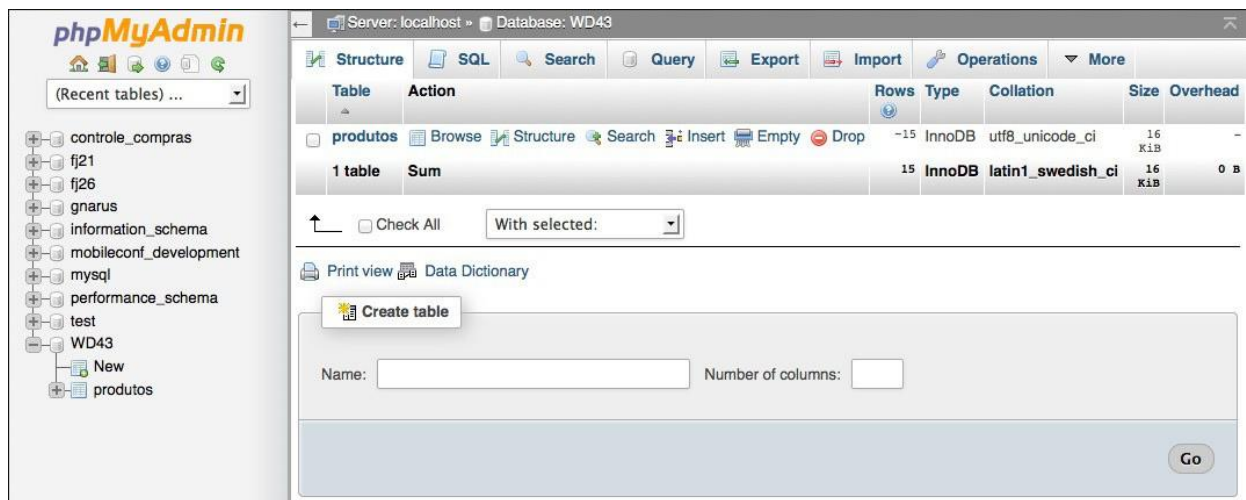 phpMyAdmin
(Recent tables) ...
controle_compras
fj21
fj26
gnarus
information_schema
mobileconf_development
mysql
performance_schema
test
WD43
New
produtos
Server: localhost » Database: WD43
Structure SQL Search Query Export Import Operations More
Table Action Rows Type Collation Size Overhead
produtos Browse Structure Search Insert Empty Drop ~15 InnoDB utf8_unicode_ci 16 KiB -
1 table Sum 15 InnoDB latin1_swedish_ci 16 KiB 0 B
Check All With selected:
Print view Data Dictionary
Create table
Name: Number of columns:
Go